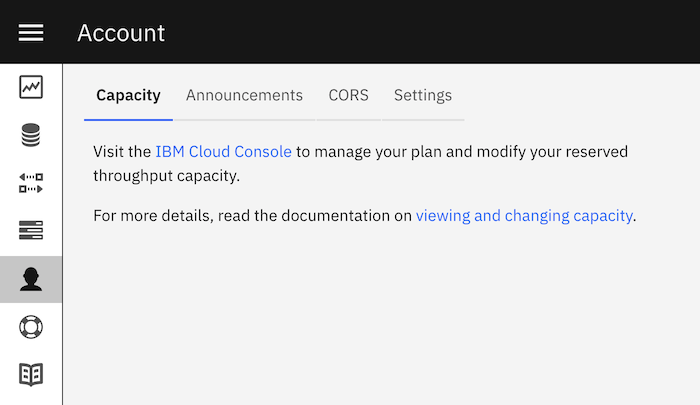 Account
Capacity Announcements CORS Settings
Visit the IBM Cloud Console to manage your plan and modify your reserved
throughput capacity.
For more details, read the documentation on viewing and changing capacity.